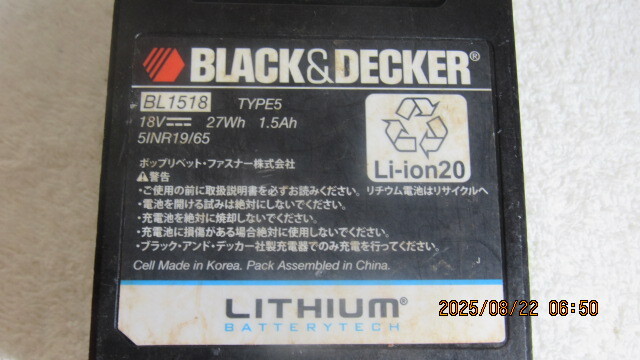 BLACK&DECKER®
BL1518 TYPE5
18V 27Wh 1.5Ah
5INR19/65
Li-ion20
ポップリベット・ファスナー株式会社
警告
・ご使用の前に取扱説明書を必ずお読みください。リチウム電池はリサイクルへ
・電池を開ける試みは絶対にしないでください。
・充電池を絶対に焼却しないでください。
・充電池に損傷がある場合絶対に使用しないでください。
・ブラック・アンド・デッカー社製充電器でのみ充電を行ってください。
Cell Made in Korea. Pack Assembled in China.
J
LITHIUM®
BATTERYTECH
2025/08/22 06:50